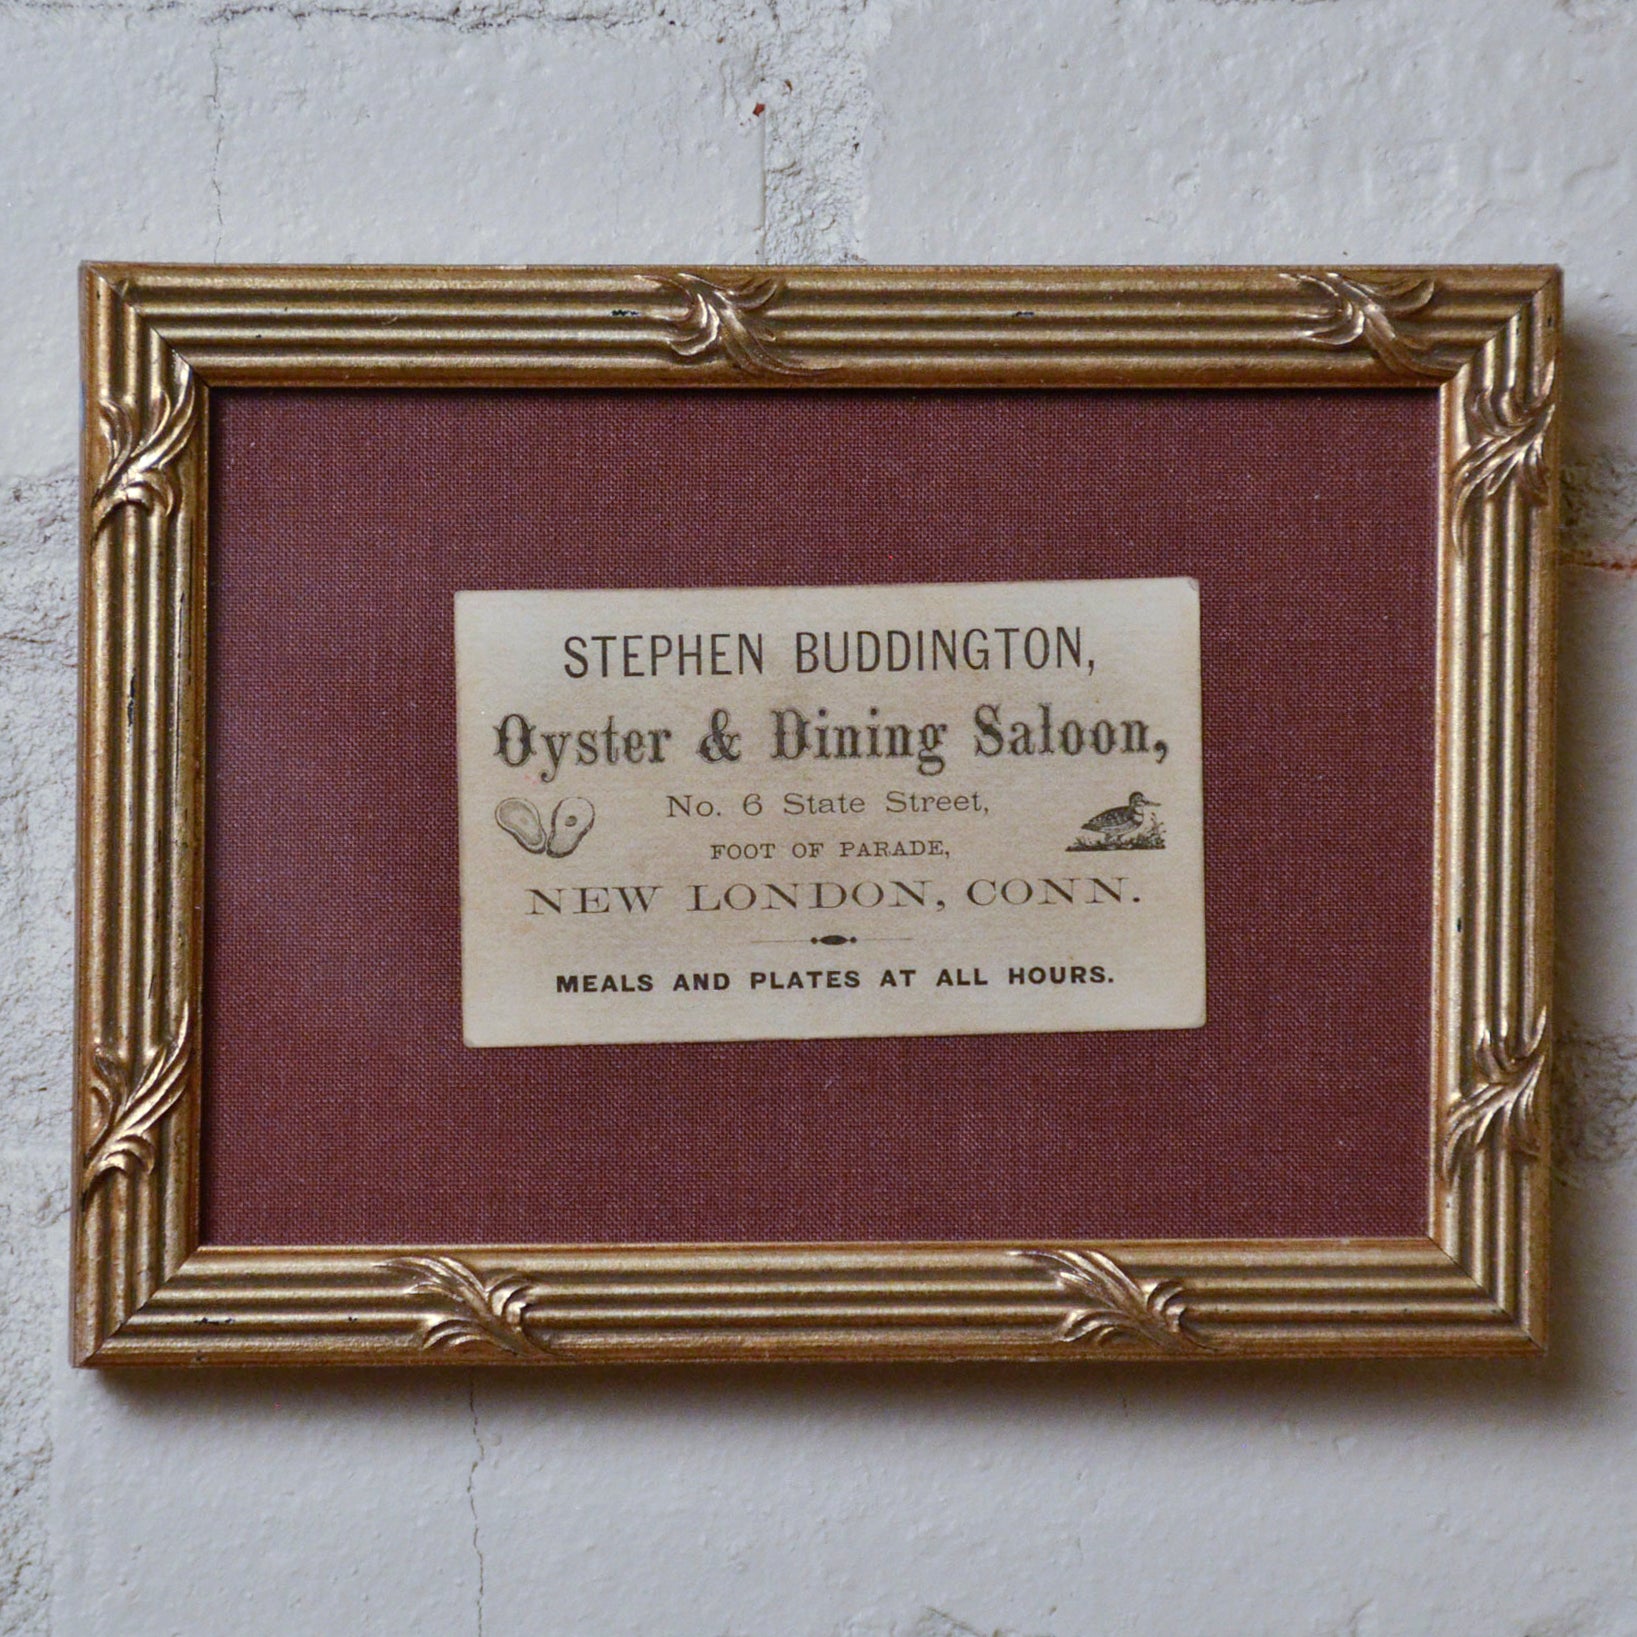 STEPHEN BUDDINGTON,
Oyster & Dining Saloon,
No. 6 State Street,
FOOT OF PARADE,
NEW LONDON, CONN.
MEALS AND PLATES AT ALL HOURS.